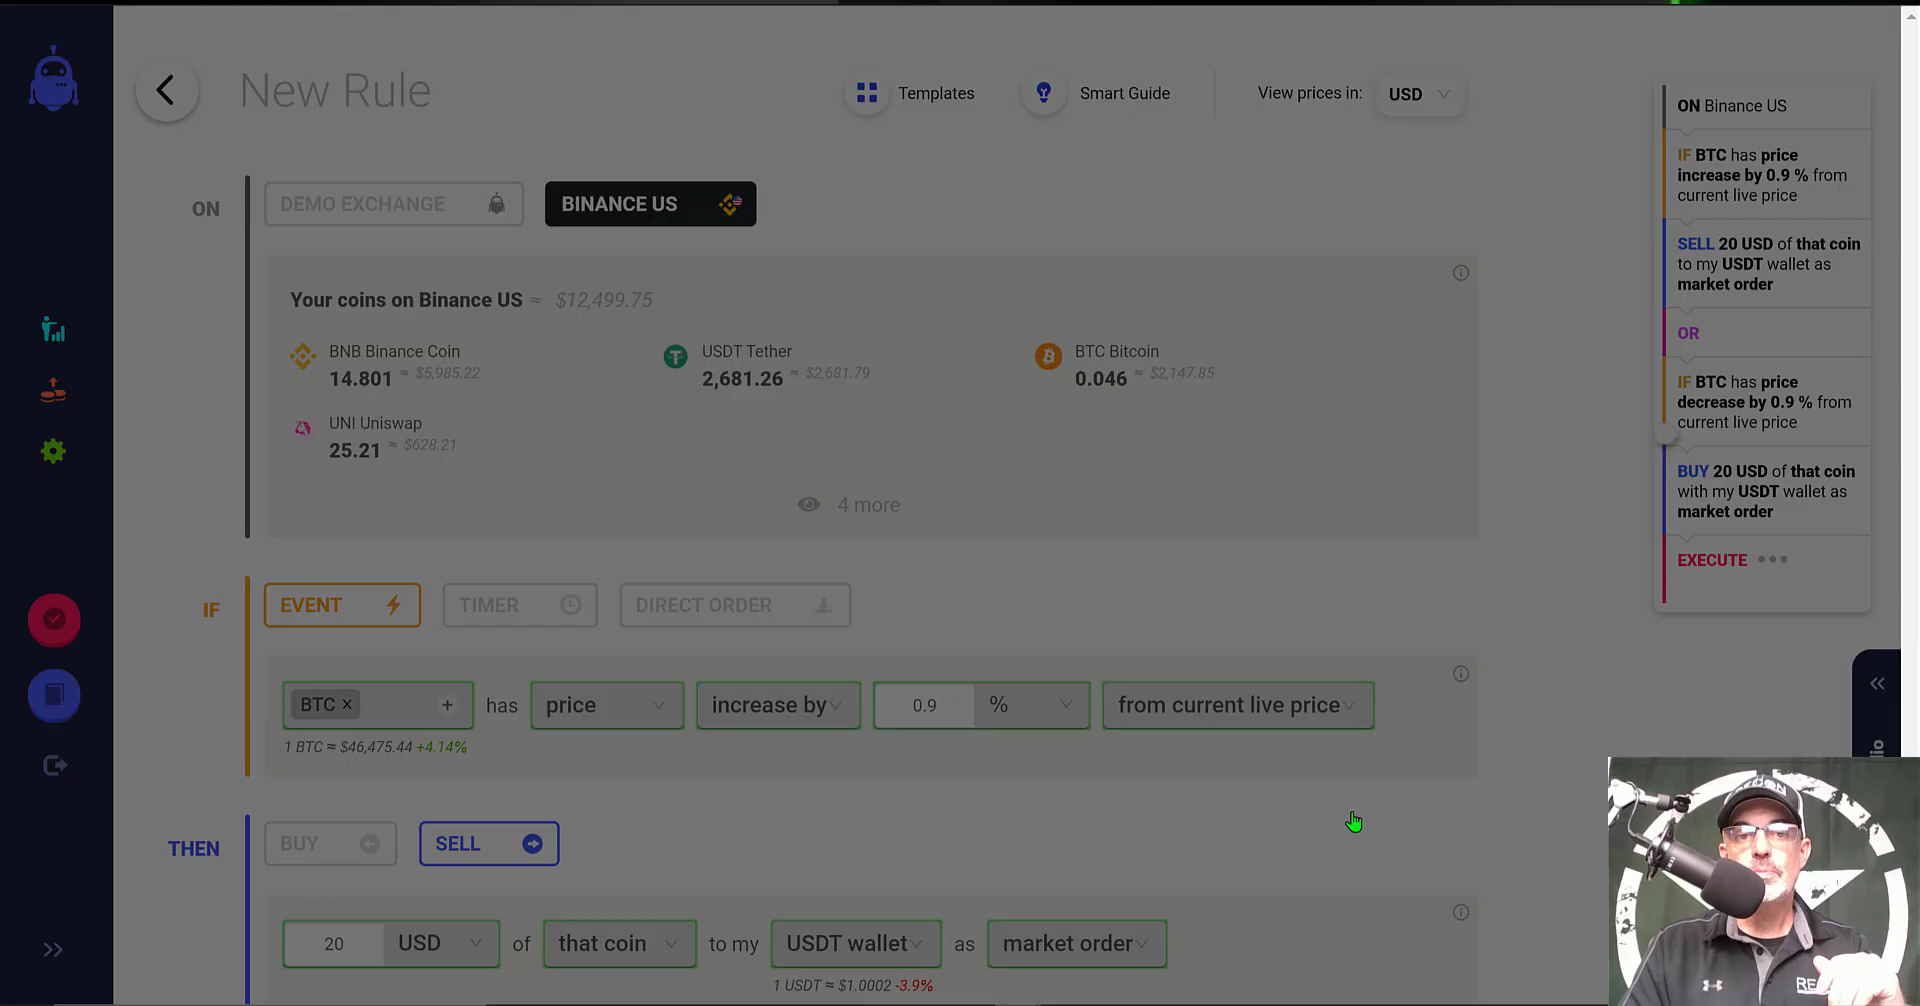 New Rule
Templates
Smart Guide
View prices in: USD
ON
DEMO EXCHANGE
BINANCE US
Your coins on Binance US ≈ $12,499.75
BNB Binance Coin
14.801 ≈ $5,985.22
USDT Tether
2,681.26 ≈ $2,681.79
BTC Bitcoin
0.046 ≈ $2,147.85
UNI Uniswap
25.21 ≈ $628.21
4 more
IF
EVENT
TIMER
DIRECT ORDER
BTC × + has price increase by 0.9 % from current live price
1 BTC ≈ $46,475.44 +4.14%
THEN
BUY
SELL
20 USD of that coin to my USDT wallet as market order
1 USDT ≈ $1.0002 -3.9%
ON Binance US
IF BTC has price
increase by 0.9 % from
current live price
SELL 20 USD of that coin
to my USDT wallet as
market order
OR
IF BTC has price
decrease by 0.9 % from
current live price
BUY 20 USD of that coin
with my USDT wallet as
market order
EXECUTE
io